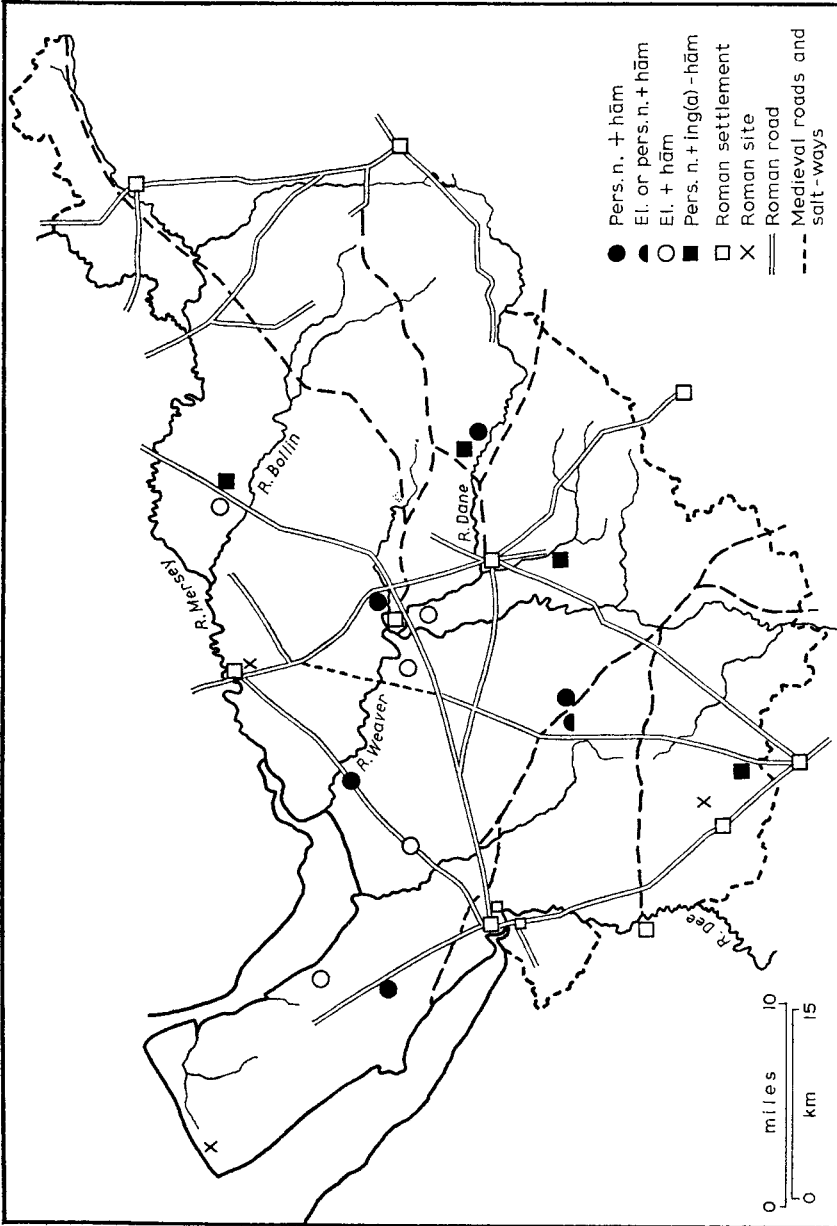 R. Mersey
R. Bollin
R. Weaver
R. Dane
R. Dee
Pers. n. + hām
El. or pers. n. + hām
El. + hām
Pers. n. + ing(a) - hām
Roman settlement
Roman site
Roman road
Medieval roads and
salt-ways
0 miles 10
0 km 15